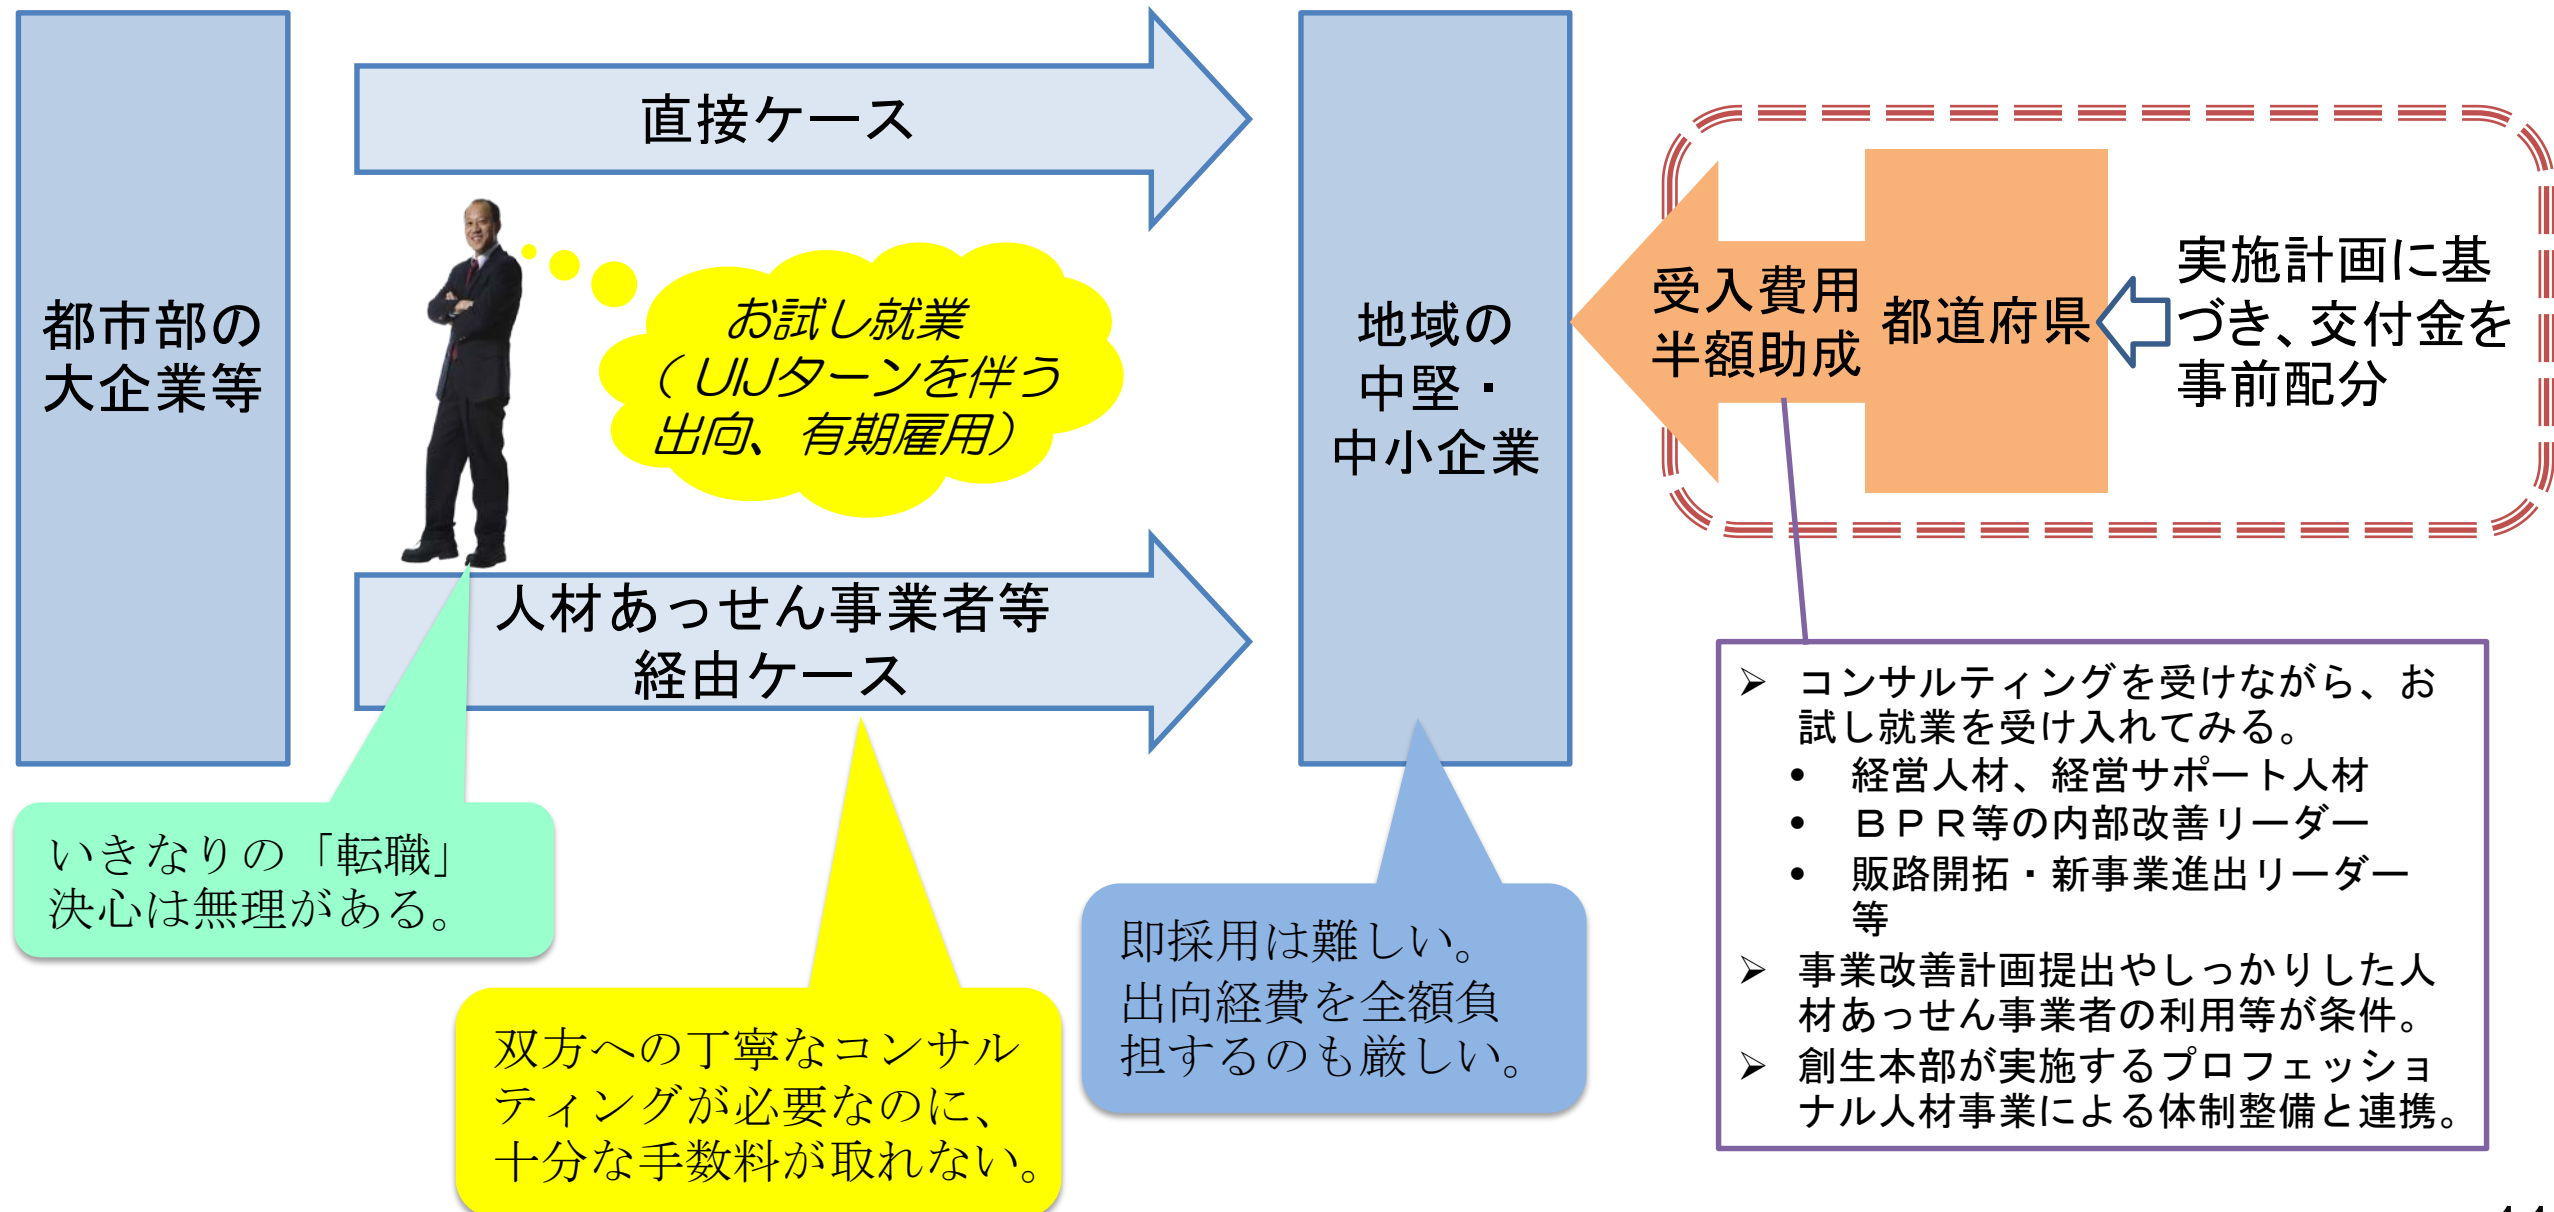 都市部の
大企業等
直接ケース
お試し就業
（UIJターンを伴う
出向、有期雇用）
人材あっせん事業者等
経由ケース
地域の
中堅・
中小企業
受入費用
半額助成
都道府県
実施計画に基
づき、交付金を
事前配分
いきなりの「転職」
決心は無理がある。
双方への丁寧なコンサル
ティングが必要なのに、
十分な手数料が取れない。
即採用は難しい。
出向経費を全額負
担するのも厳しい。
➢ コンサルティングを受けながら、お
試し就業を受け入れてみる。
• 経営人材、経営サポート人材
• ＢＰＲ等の内部改善リーダー
• 販路開拓・新事業進出リーダー
等
➢ 事業改善計画提出やしっかりした人
材あっせん事業者の利用等が条件。
➢ 創生本部が実施するプロフェッショ
ナル人材事業による体制整備と連携。